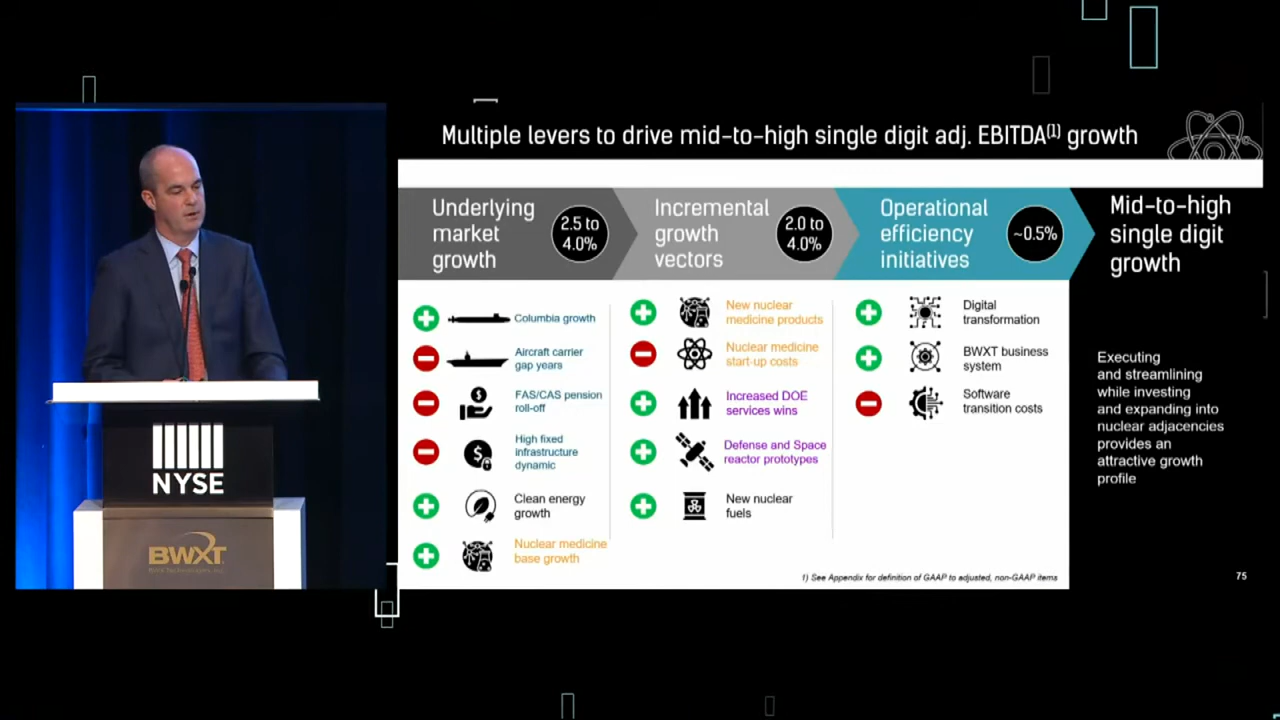 Multiple levers to drive mid-to-high single digit adj. EBITDA(1) growth
Underlying
market
growth
2.5 to
4.0%
Incremental
growth
vectors
2.0 to
4.0%
Operational
efficiency
initiatives
~0.5%
Mid-to-high
single digit
growth
Columbia growth
Aircraft carrier
gap years
FAS/CAS pension
roll-off
High fixed
infrastructure
dynamic
Clean energy
growth
Nuclear medicine
base growth
New nuclear
medicine products
Nuclear medicine
start-up costs
Increased DOE
services wins
Defense and Space
reactor prototypes
New nuclear
fuels
Digital
transformation
BWXT business
system
Software
transition costs
Executing
and streamlining
while investing
and expanding into
nuclear adjacencies
provides an
attractive growth
profile
1) See Appendix for definition of GAAP to adjusted, non-GAAP items
75
NYSE
BWXT